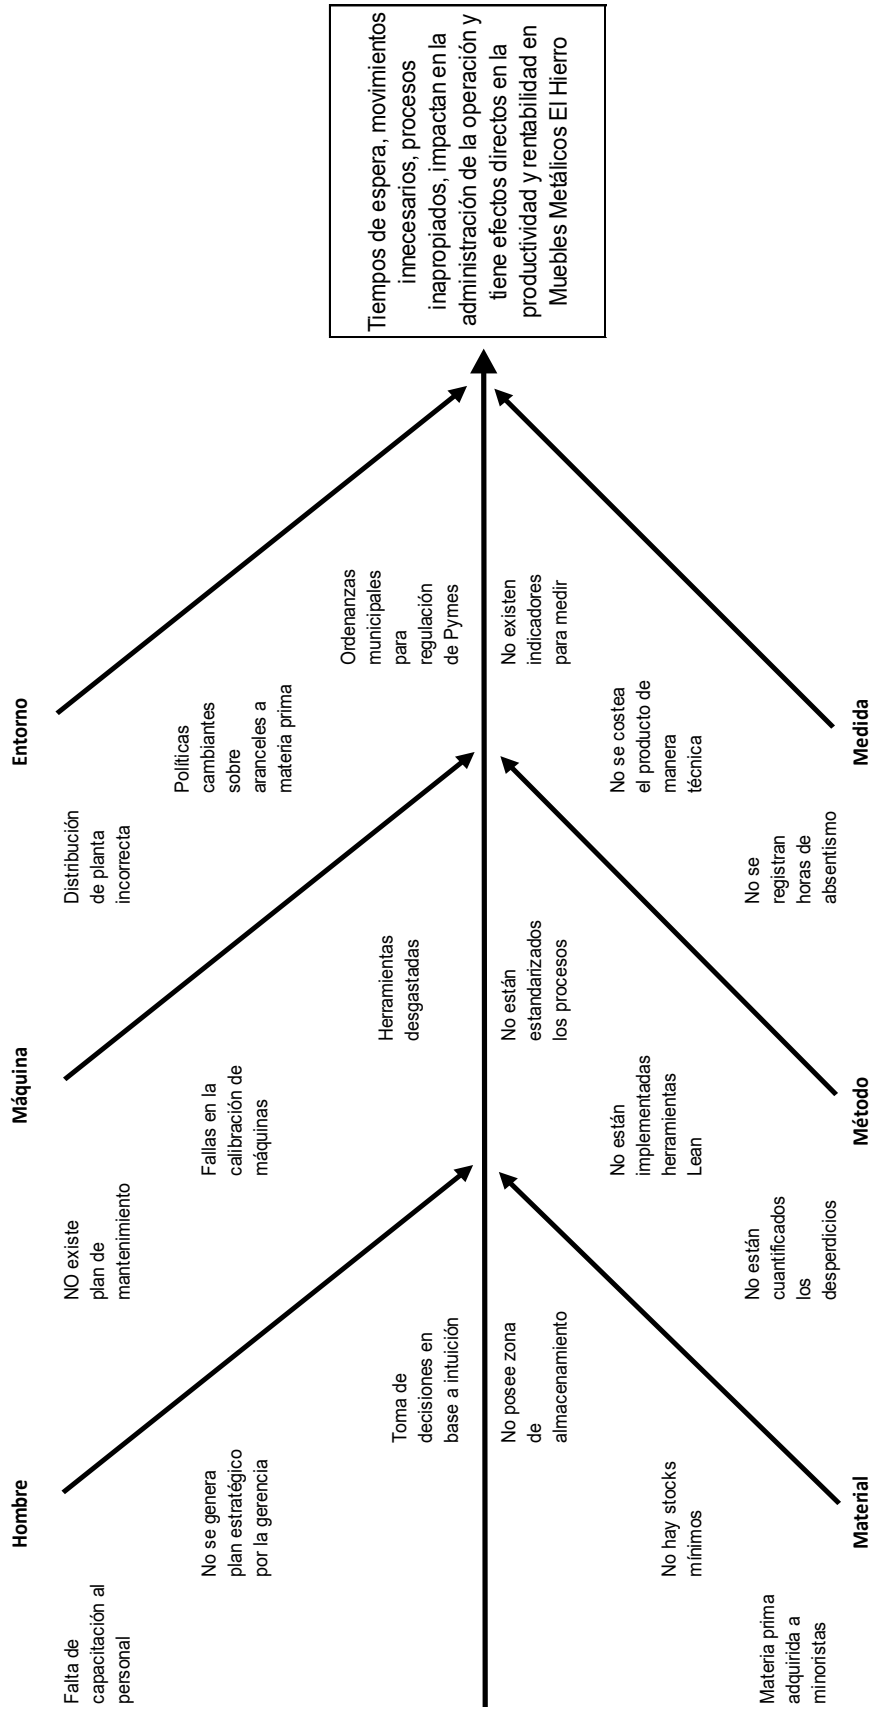 Hombre
Máquina
Entorno
Falta de
capacitación al
personal
No se genera
plan estratégico
por la gerencia
Toma de
decisiones en
base a intuición
NO existe
plan de
mantenimiento
Fallas en la
calibración de
máquinas
Herramientas
desgastadas
Distribución
de planta
incorrecta
Políticas
cambiantes
sobre
aranceles a
materia prima
Ordenanzas
municipales
para
regulación
de Pymes
Tiempos de espera, movimientos
innecesarios, procesos
inapropiados, impactan en la
administración de la operación y
tiene efectos directos en la
productividad y rentabilidad en
Muebles Metálicos El Hierro
No posee zona
de
almacenamiento
No hay stocks
mínimos
Materia prima
adquirida a
minoristas
No están
estandarizados
los procesos
No están
implementadas
herramientas
Lean
No están
cuantificados
los
desperdicios
No existen
indicadores
para medir
No se costea
el producto de
manera
técnica
No se
registran
horas de
absentismo
Material
Método
Medida